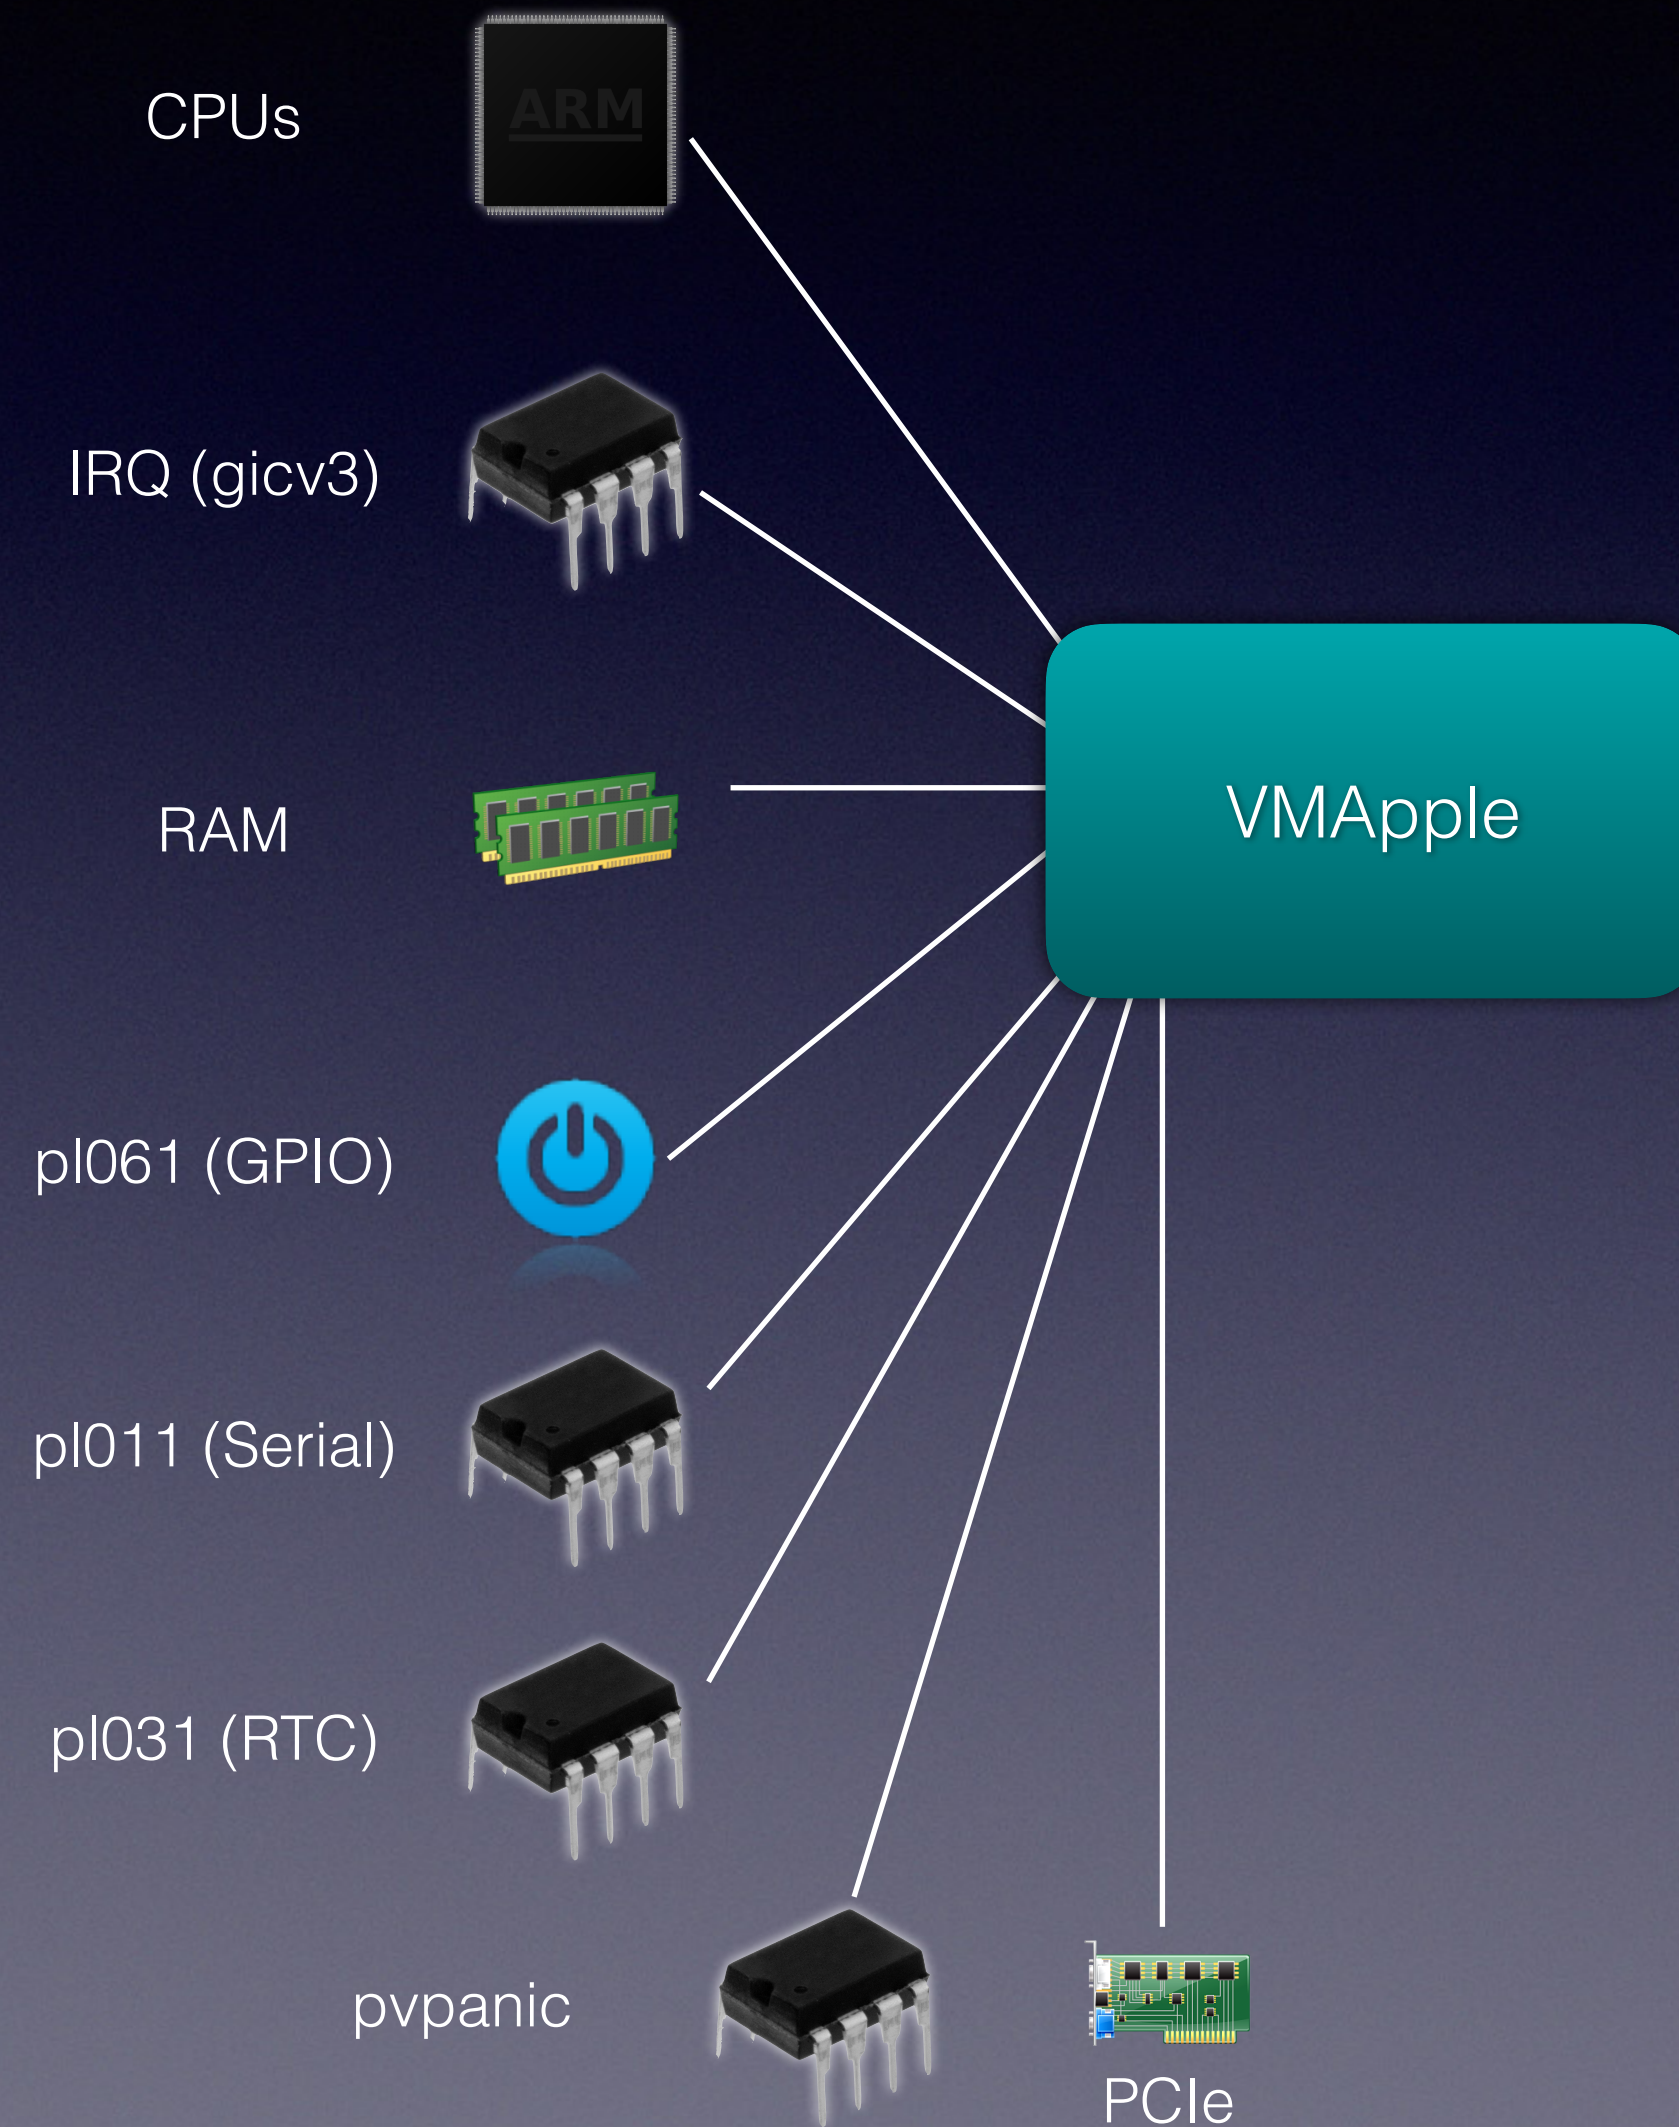 CPUs
ARM
IRQ (gicv3)
RAM
VMApple
pl061 (GPIO)
pl011 (Serial)
pl031 (RTC)
pvpanic
PCIe